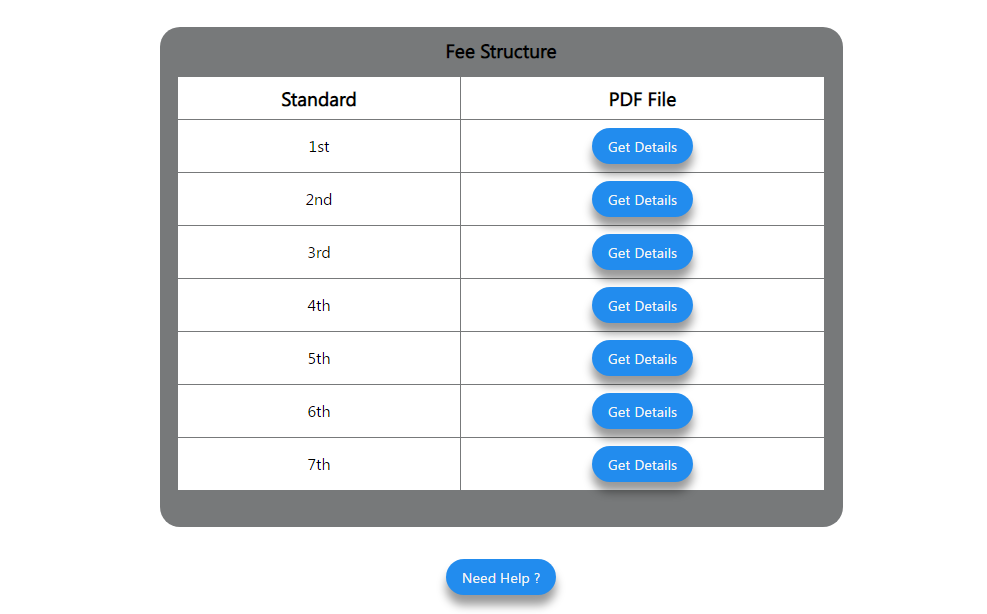 Fee Structure
Standard PDF File
1st Get Details
2nd Get Details
3rd Get Details
4th Get Details
5th Get Details
6th Get Details
7th Get Details
Need Help ?